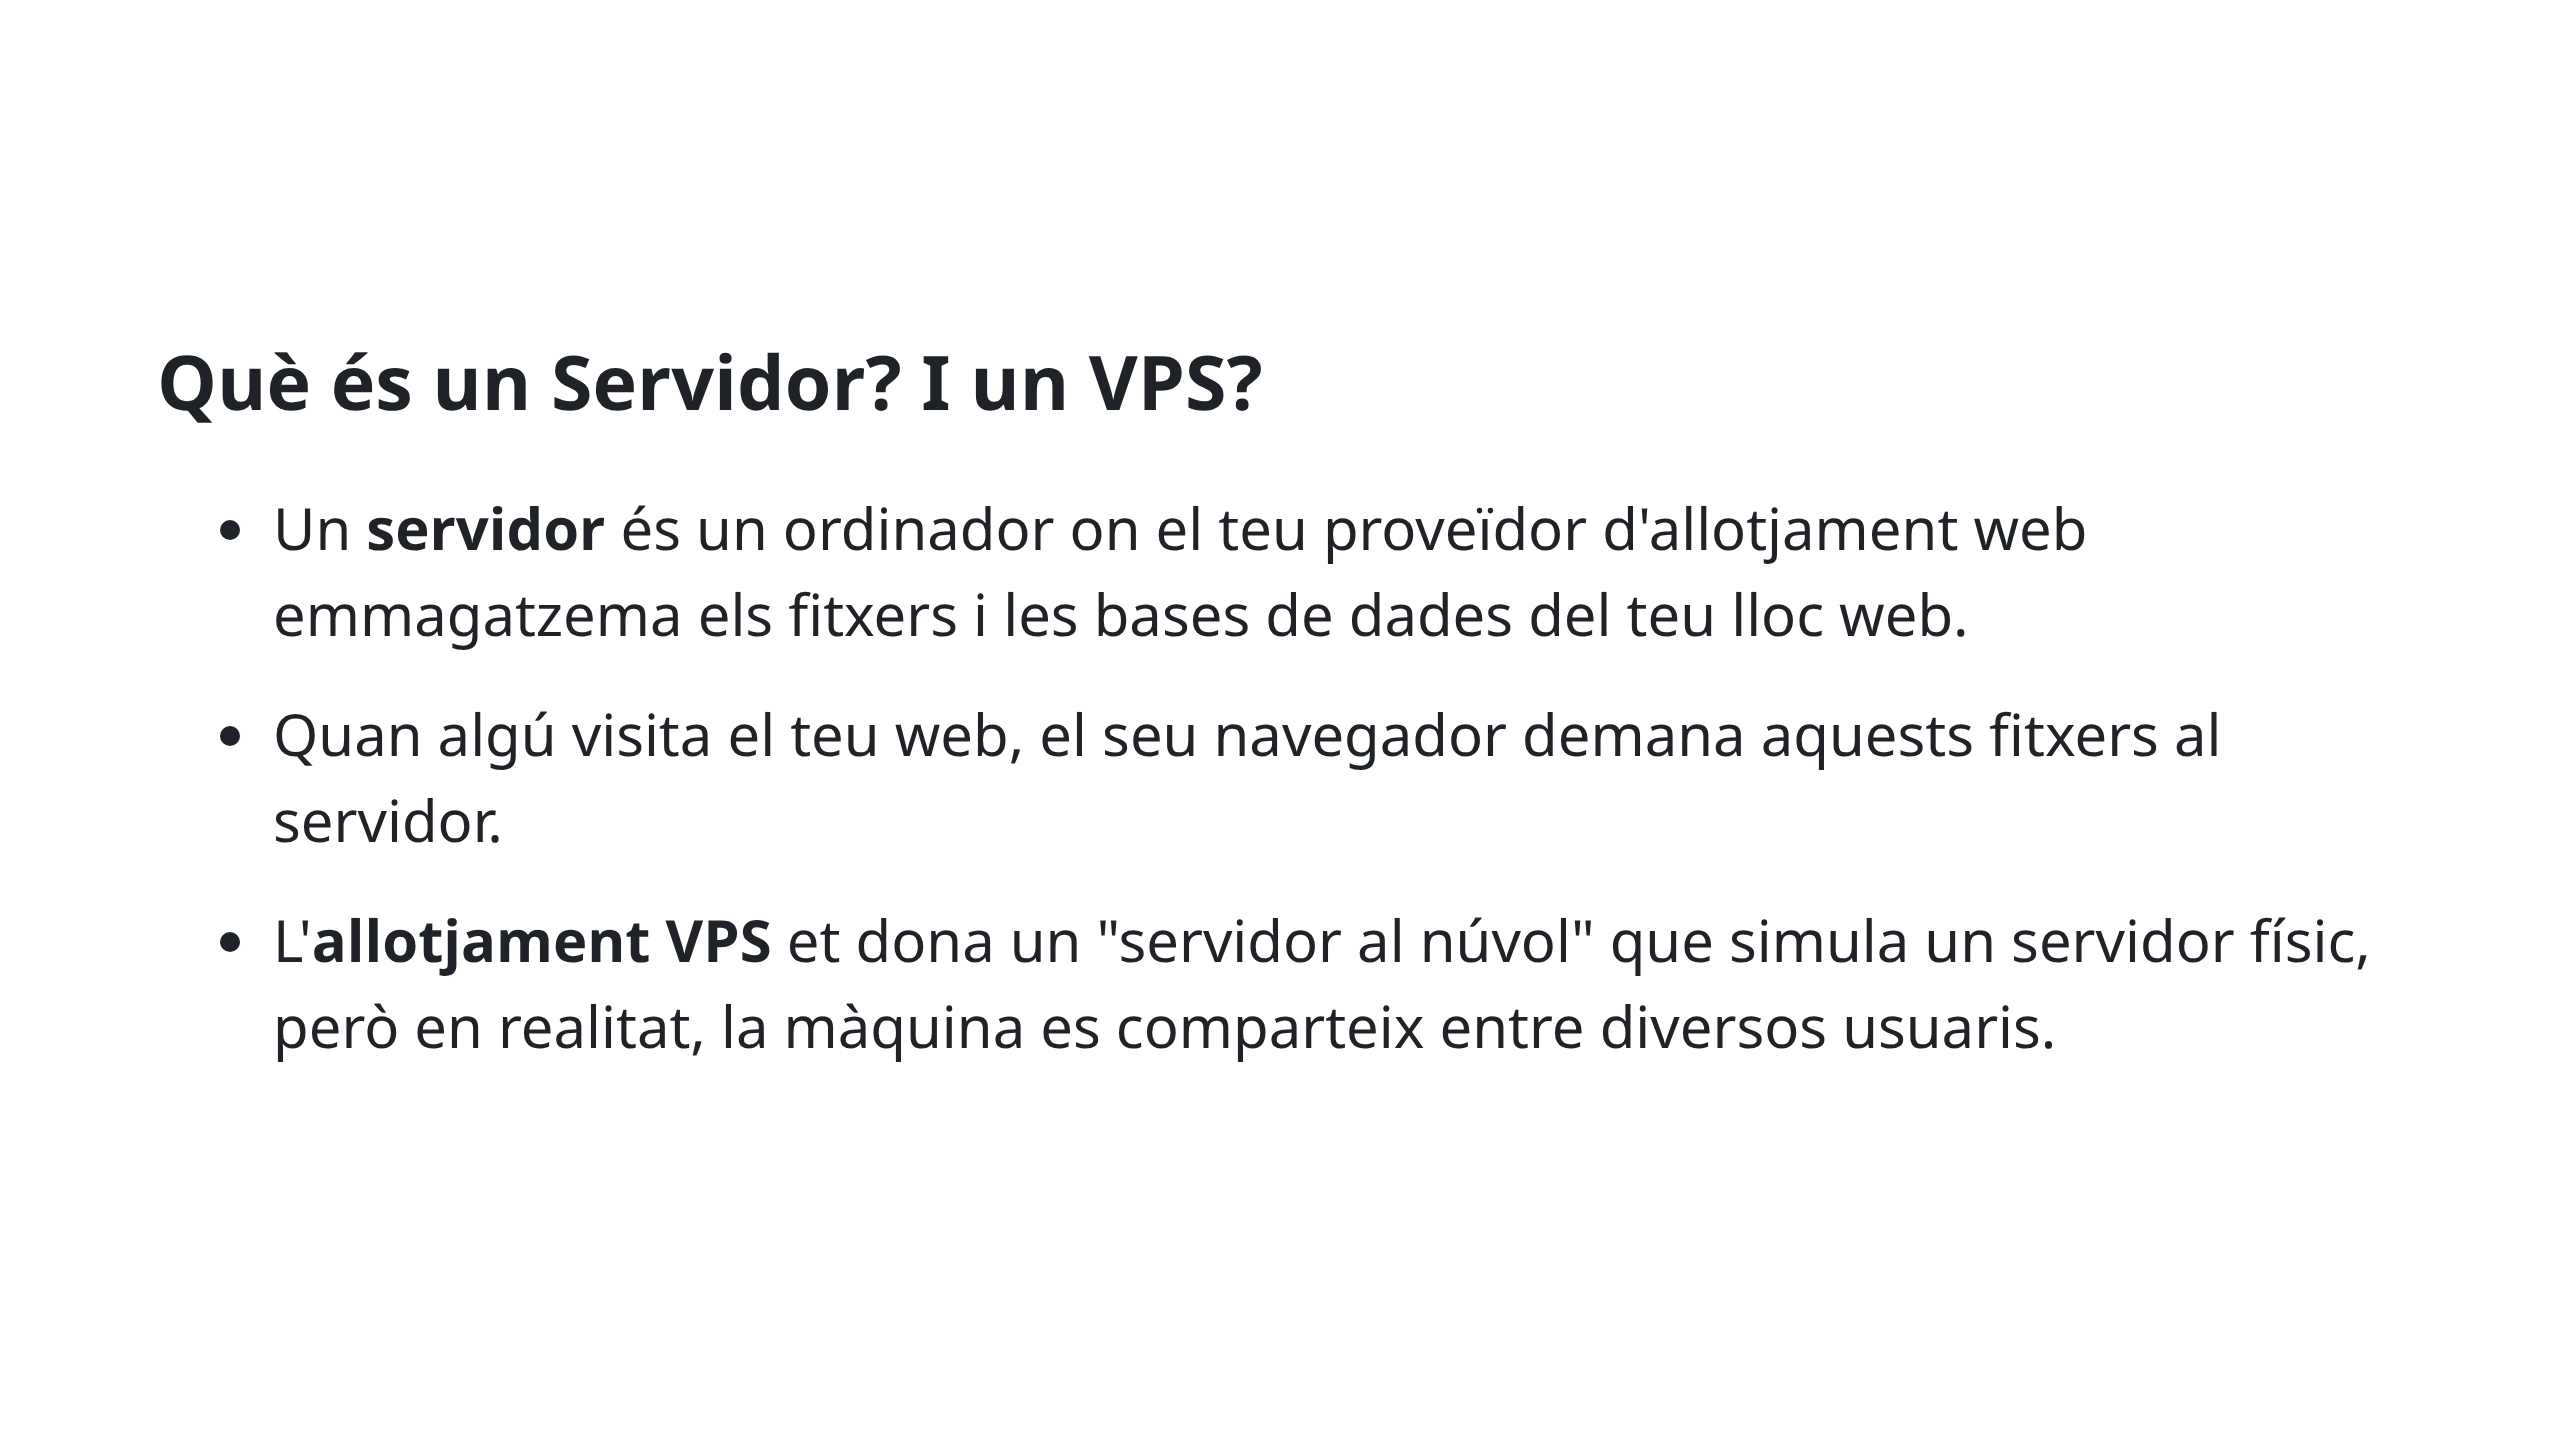 Què és un Servidor? I un VPS?
• Un servidor és un ordinador on el teu proveïdor d'allotjament web
emmagatzema els fitxers i les bases de dades del teu lloc web.
• Quan algú visita el teu web, el seu navegador demana aquests fitxers al
servidor.
• L'allotjament VPS et dona un "servidor al núvol" que simula un servidor físic,
però en realitat, la màquina es comparteix entre diversos usuaris.